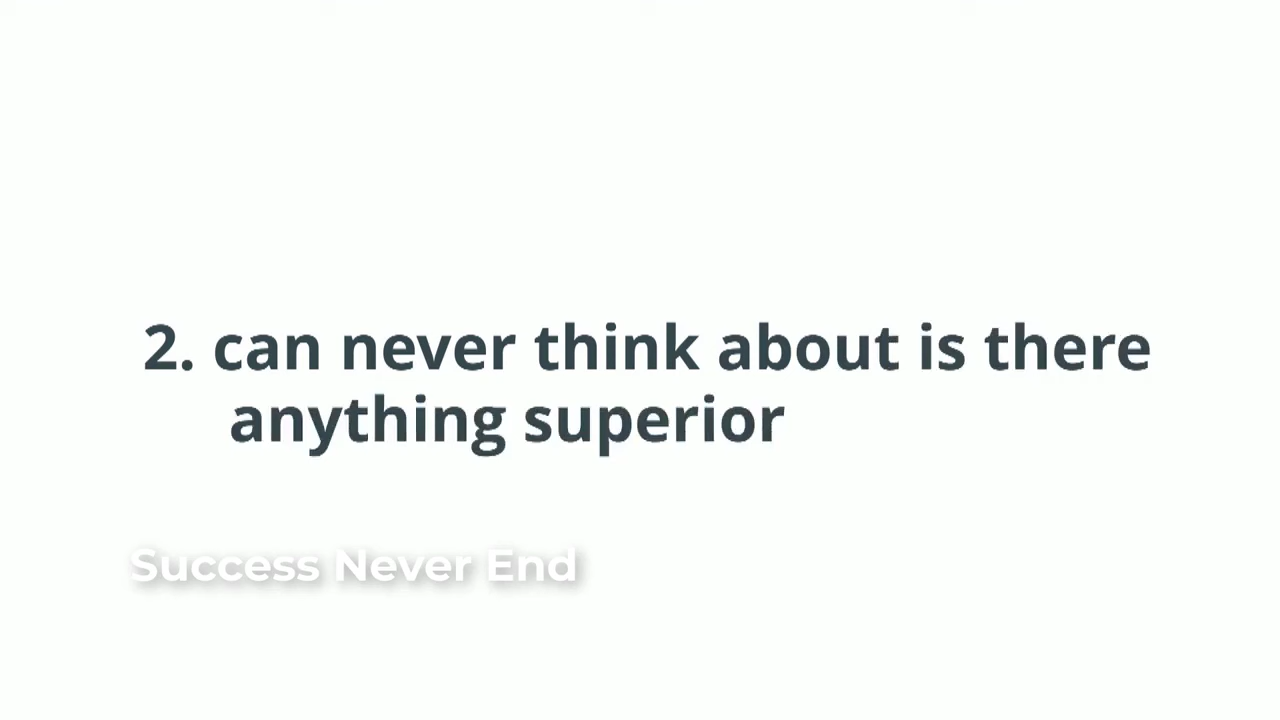 2. can never think about is there
anything superior
Success Never End